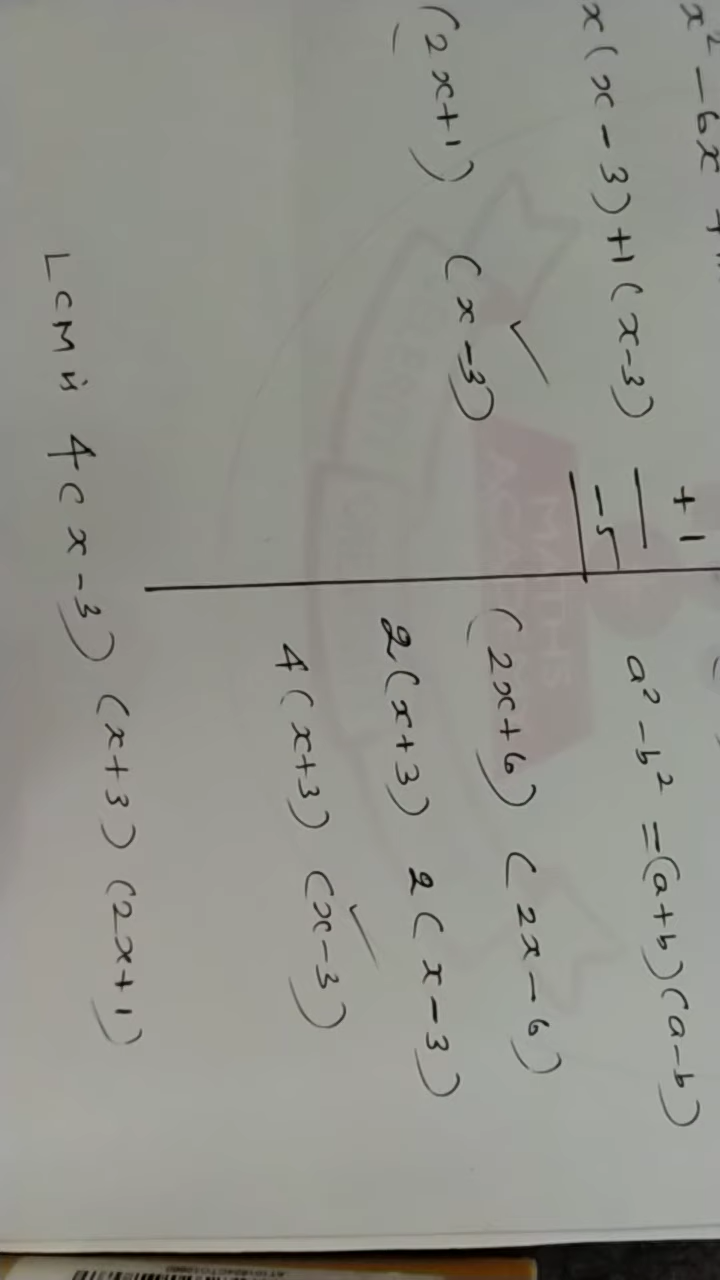 x² - 6x +
x(x-3)+1(x-3)
(2x+1) (x-3) ✓
+1
-5
a² - b² = (a+b)(a-b)
(2x+6) (2x-6)
2(x+3) 2(x-3)
4(x+3) (x-3) ✓
LCM is 4(x-3) (x+3) (2x+1)
MATHS